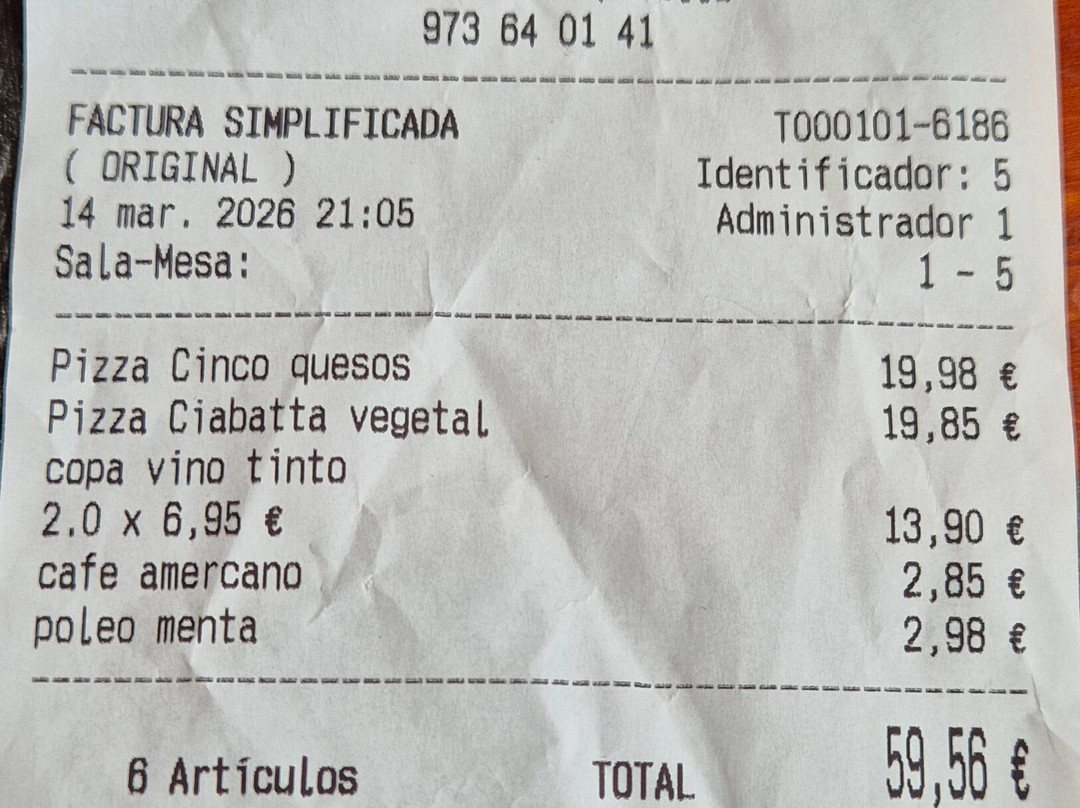 973 64 01 41
FACTURA SIMPLIFICADA T000101-6186
( ORIGINAL ) Identificador: 5
14 mar. 2026 21:05 Administrador 1
Sala-Mesa: 1 - 5
Pizza Cinco quesos 19,98 €
Pizza Ciabatta vegetal 19,85 €
copa vino tinto
2.0 x 6,95 € 13,90 €
cafe amercano 2,85 €
poleo menta 2,98 €
6 Artículos TOTAL 59,56 €